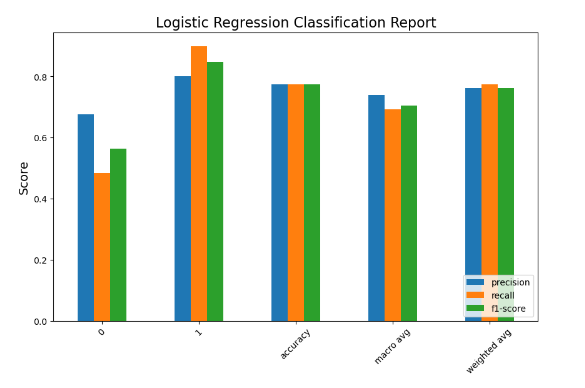 Logistic Regression Classification Report
Score
0.8
0.6
0.4
0.2
0.0
precision
recall
f1-score
0
1
accuracy
macro avg
weighted avg